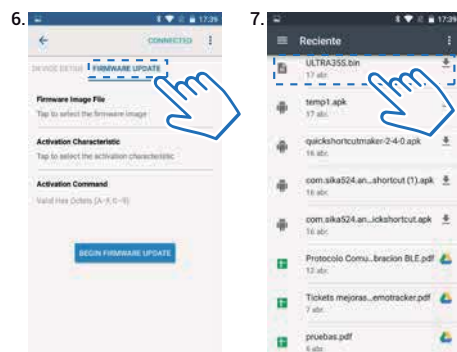 6.
17:39
CONNECTED
DEVICE DETAIL FIRMWARE UPDATE
Firmware Image File
Tap to select the firmware image
Activation Characteristic
Tap to select the activation characteristic
Activation Command
Valid Hex Octets [A-F,0-9]
BEGIN FIRMWARE UPDATE
7.
17:39
Reciente
ULTRA35S.bin
17 abr.
temp1.apk
17 abr.
quickshortcutmaker-2-4-0.apk
16 abr.
com.sika524.an...shortcut (1).apk
16 abr.
com.sika524.an...ickshortcut.apk
16 abr.
Protocolo Comu...bracion BLE.pdf
12 abr.
Tickets mejoras...emotracker.pdf
7 abr.
pruebas.pdf
6 abr.